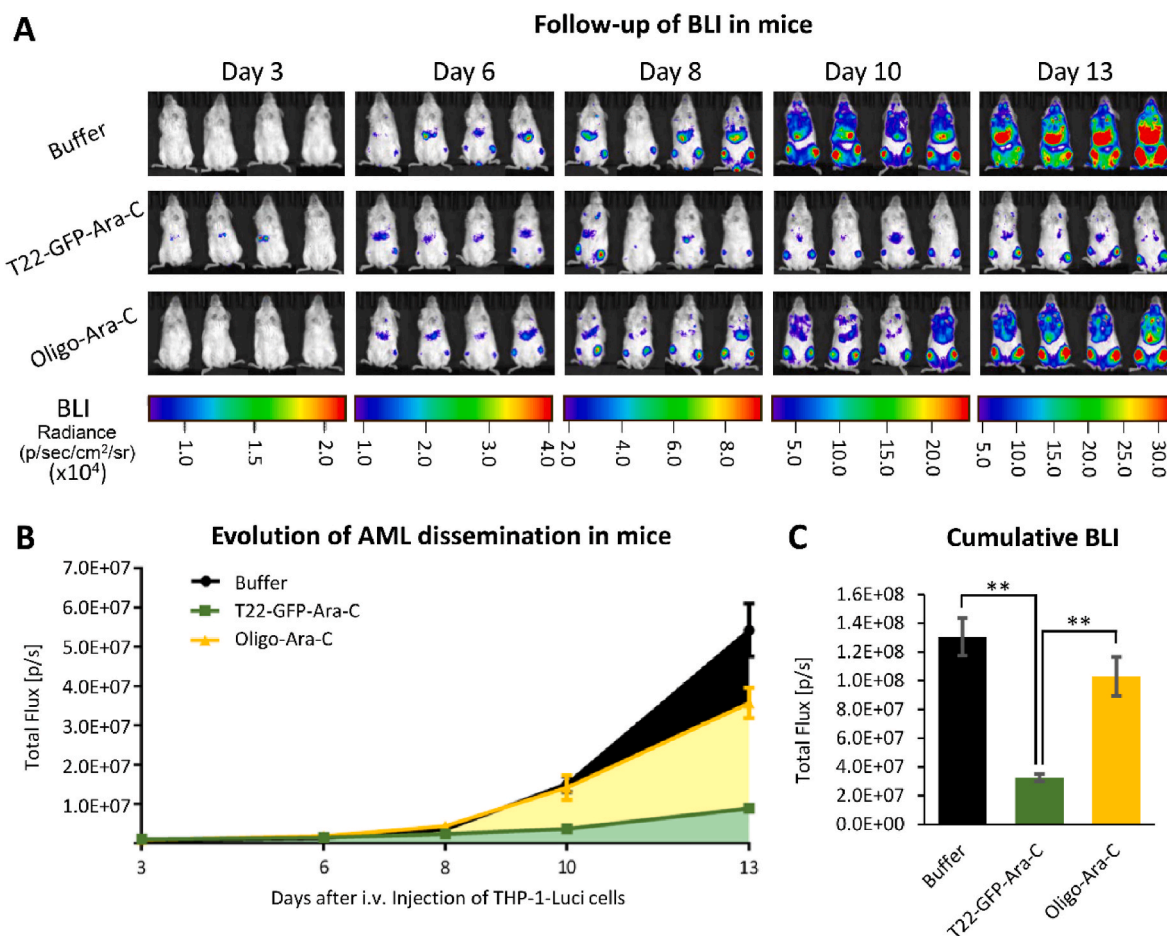 A
Follow-up of BLI in mice
Day 3
Day 6
Day 8
Day 10
Day 13
Buffer
T22-GFP-Ara-C
Oligo-Ara-C
BLI
Radiance
(p/sec/cm²/sr)
(x10⁴)
1.0 1.5 2.0
1.0 2.0 3.0 4.0
2.0 4.0 6.0 8.0
5.0 10.0 15.0 20.0
5.0 10.0 15.0 20.0 25.0 30.0
B
Evolution of AML dissemination in mice
Total Flux [p/s]
7.0E+07
6.0E+07
5.0E+07
4.0E+07
3.0E+07
2.0E+07
1.0E+07
Buffer
T22-GFP-Ara-C
Oligo-Ara-C
3 6 8 10 13
Days after i.v. Injection of THP-1-Luci cells
C
Cumulative BLI
Total Flux [p/s]
1.6E+08
1.4E+08
1.2E+08
1.0E+08
8.0E+07
6.0E+07
4.0E+07
2.0E+07
0.0E+00
**
**
Buffer
T22-GFP-Ara-C
Oligo-Ara-C